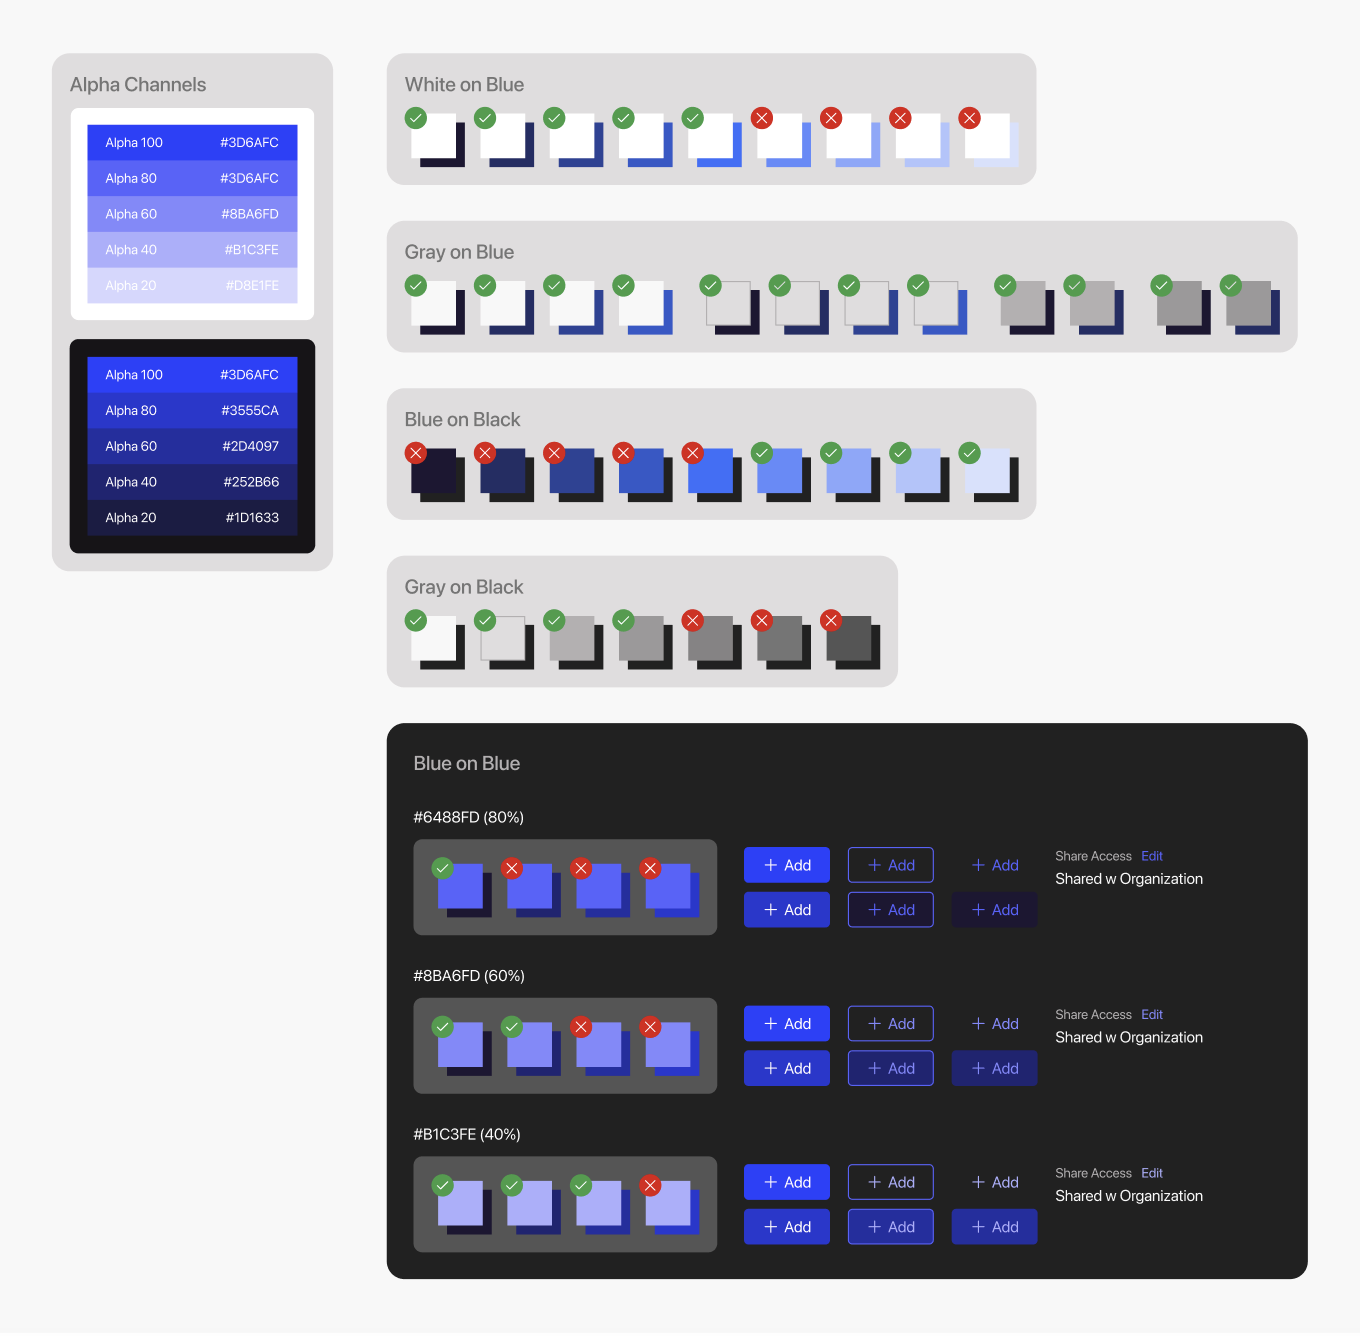 Alpha Channels
Alpha 100 #3D6AFC
Alpha 80 #3D6AFC
Alpha 60 #8BA6FD
Alpha 40 #B1C3FE
Alpha 20 #D8E1FE
Alpha 100 #3D6AFC
Alpha 80 #3555CA
Alpha 60 #2D4097
Alpha 40 #252B66
Alpha 20 #1D1633
White on Blue
Gray on Blue
Blue on Black
Gray on Black
Blue on Blue
#6488FD (80%)
+ Add + Add + Add
+ Add + Add + Add
Share Access Edit
Shared w Organization
#8BA6FD (60%)
+ Add + Add + Add
+ Add + Add + Add
Share Access Edit
Shared w Organization
#B1C3FE (40%)
+ Add + Add + Add
+ Add + Add + Add
Share Access Edit
Shared w Organization